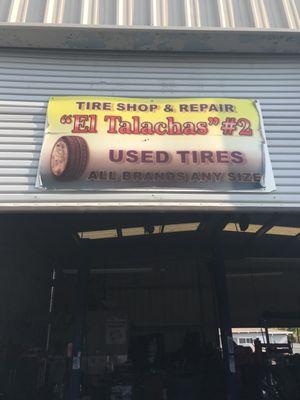 TIRE SHOP & REPAIR
"El Talachas" #2
USED TIRES
ALL BRANDS ANY SIZE